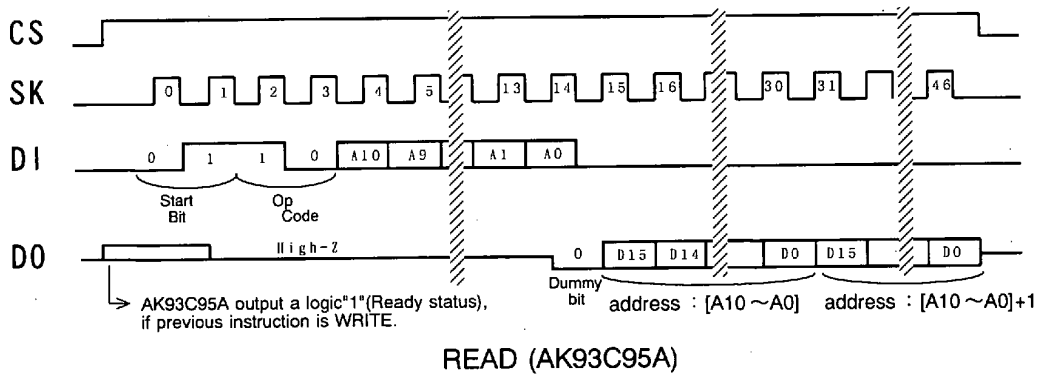 CS
SK 0 1 2 3 4 5 13 14 15 16 30 31 46
DI 0 1 1 0 A10 A9 A1 A0
Start Bit
Op Code
DO High-Z 0 D15 D14 D0 D15 D0
Dummy bit
address : [A10 ~ A0]
address : [A10 ~ A0]+1
AK93C95A output a logic"1"(Ready status),
if previous instruction is WRITE.
READ (AK93C95A)